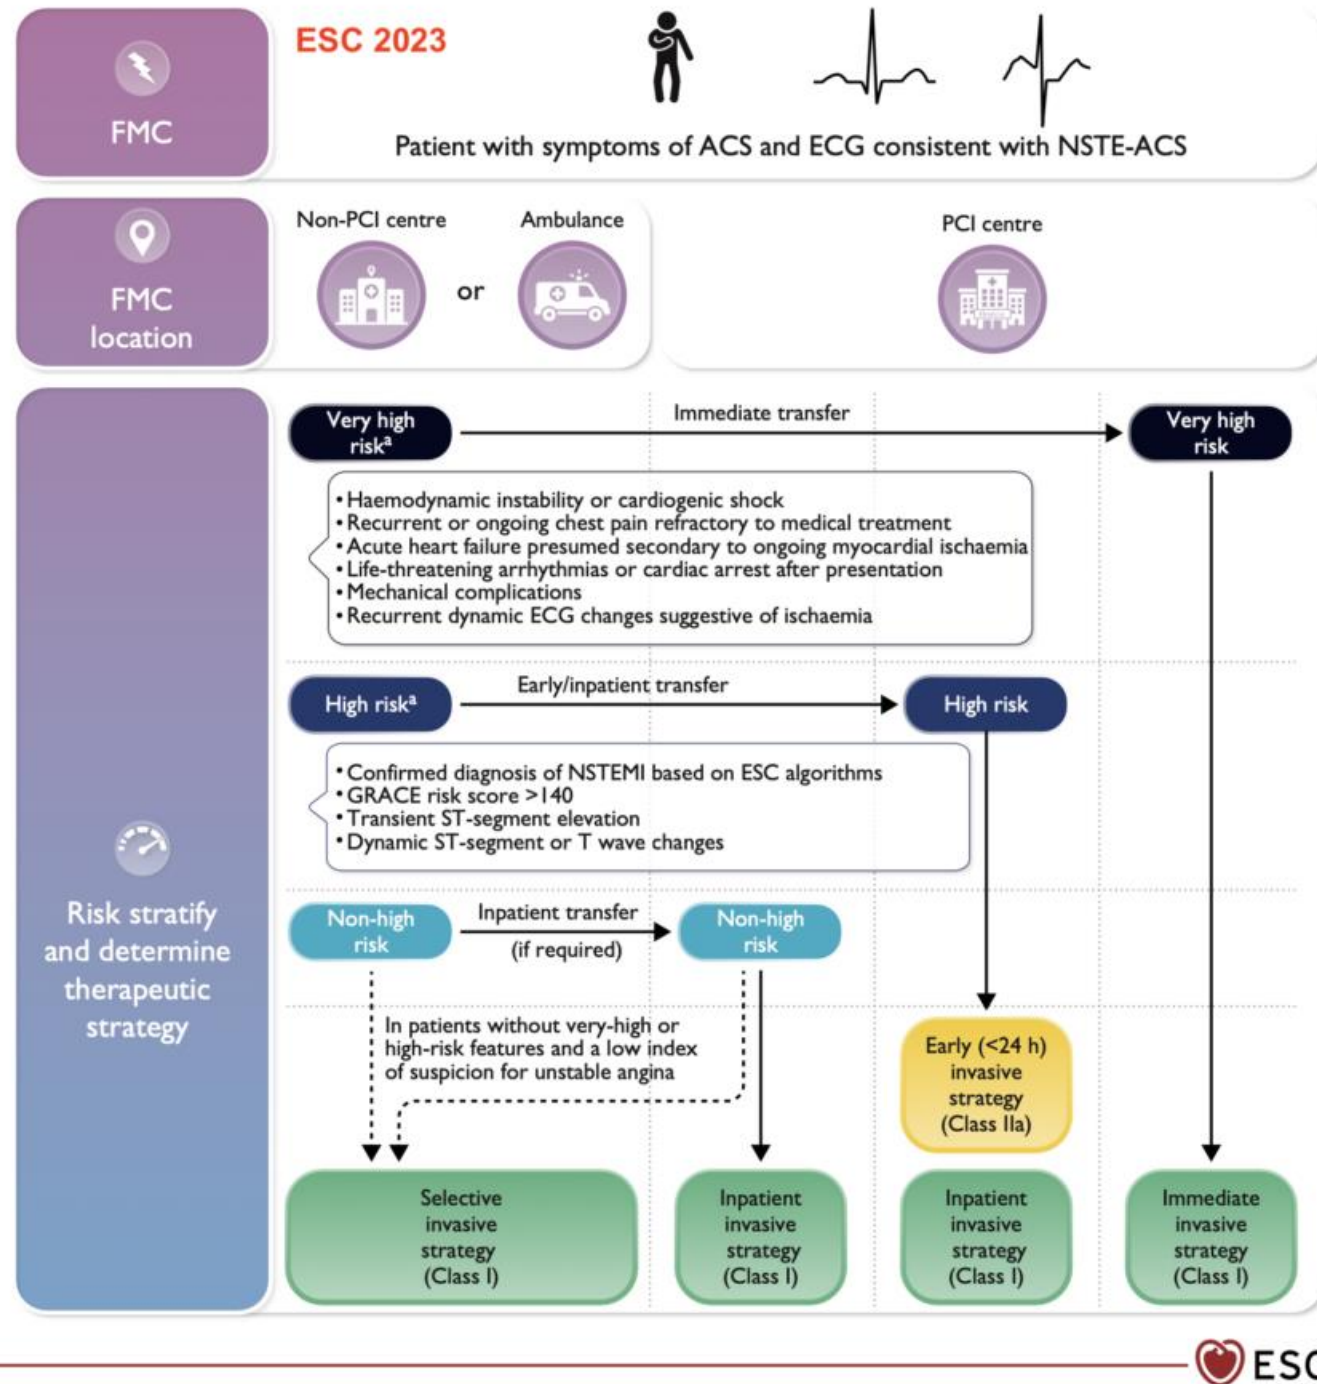 ESC 2023
FMC
Patient with symptoms of ACS and ECG consistent with NSTE-ACS
FMC
location
Non-PCI centre
or
Ambulance
PCI centre
Risk stratify
and determine
therapeutic
strategy
Very high
riskᵃ
Immediate transfer
Very high
risk
• Haemodynamic instability or cardiogenic shock
• Recurrent or ongoing chest pain refractory to medical treatment
• Acute heart failure presumed secondary to ongoing myocardial ischaemia
• Life-threatening arrhythmias or cardiac arrest after presentation
• Mechanical complications
• Recurrent dynamic ECG changes suggestive of ischaemia
High riskᵃ
Early/inpatient transfer
High risk
• Confirmed diagnosis of NSTEMI based on ESC algorithms
• GRACE risk score >140
• Transient ST-segment elevation
• Dynamic ST-segment or T wave changes
Non-high
risk
Inpatient transfer
(if required)
Non-high
risk
In patients without very-high or
high-risk features and a low index
of suspicion for unstable angina
Early (<24 h)
invasive
strategy
(Class IIa)
Selective
invasive
strategy
(Class I)
Inpatient
invasive
strategy
(Class I)
Inpatient
invasive
strategy
(Class I)
Immediate
invasive
strategy
(Class I)
ESC